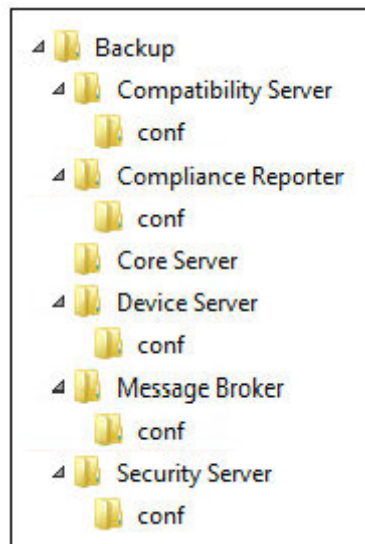 Backup
Compatibility Server
conf
Compliance Reporter
conf
Core Server
Device Server
conf
Message Broker
conf
Security Server
conf